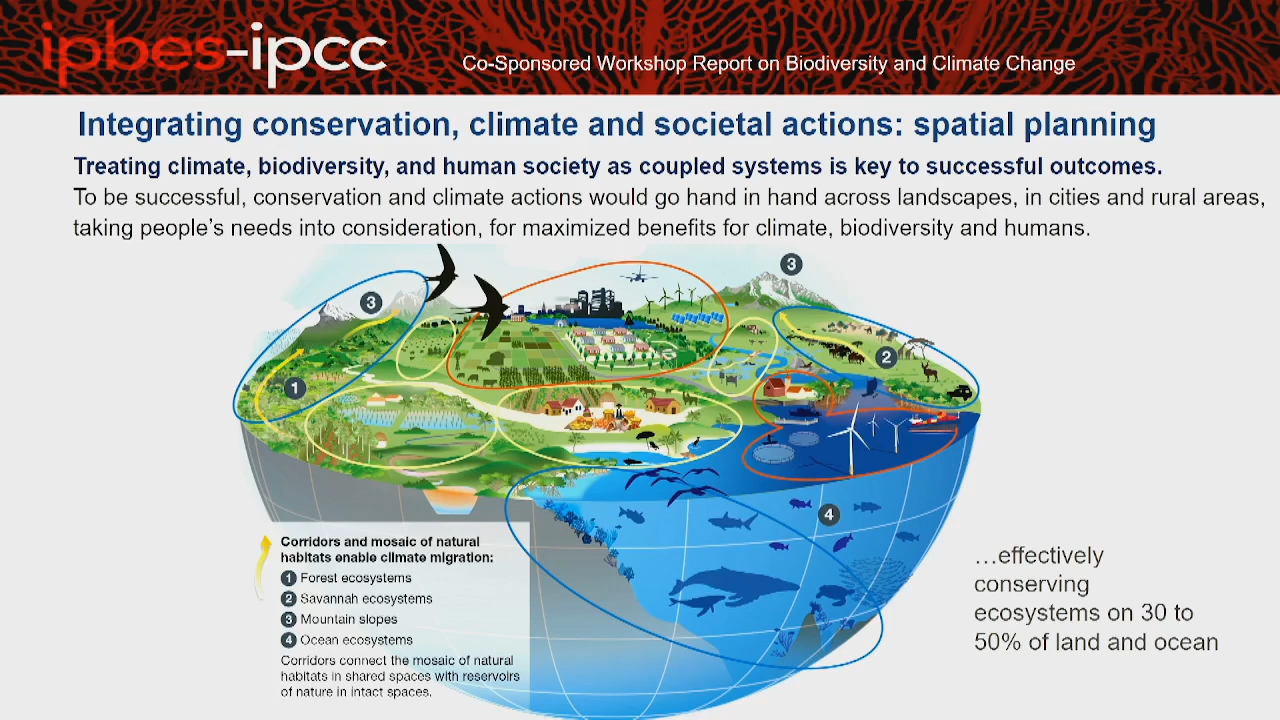 ipbes-ipcc
Co-Sponsored Workshop Report on Biodiversity and Climate Change
Integrating conservation, climate and societal actions: spatial planning
Treating climate, biodiversity, and human society as coupled systems is key to successful outcomes.
To be successful, conservation and climate actions would go hand in hand across landscapes, in cities and rural areas,
taking people's needs into consideration, for maximized benefits for climate, biodiversity and humans.
3
3
2
1
4
Corridors and mosaic of natural
habitats enable climate migration:
1 Forest ecosystems
2 Savannah ecosystems
3 Mountain slopes
4 Ocean ecosystems
Corridors connect the mosaic of natural
habitats in shared spaces with reservoirs
of nature in intact spaces.
…effectively
conserving
ecosystems on 30 to
50% of land and ocean